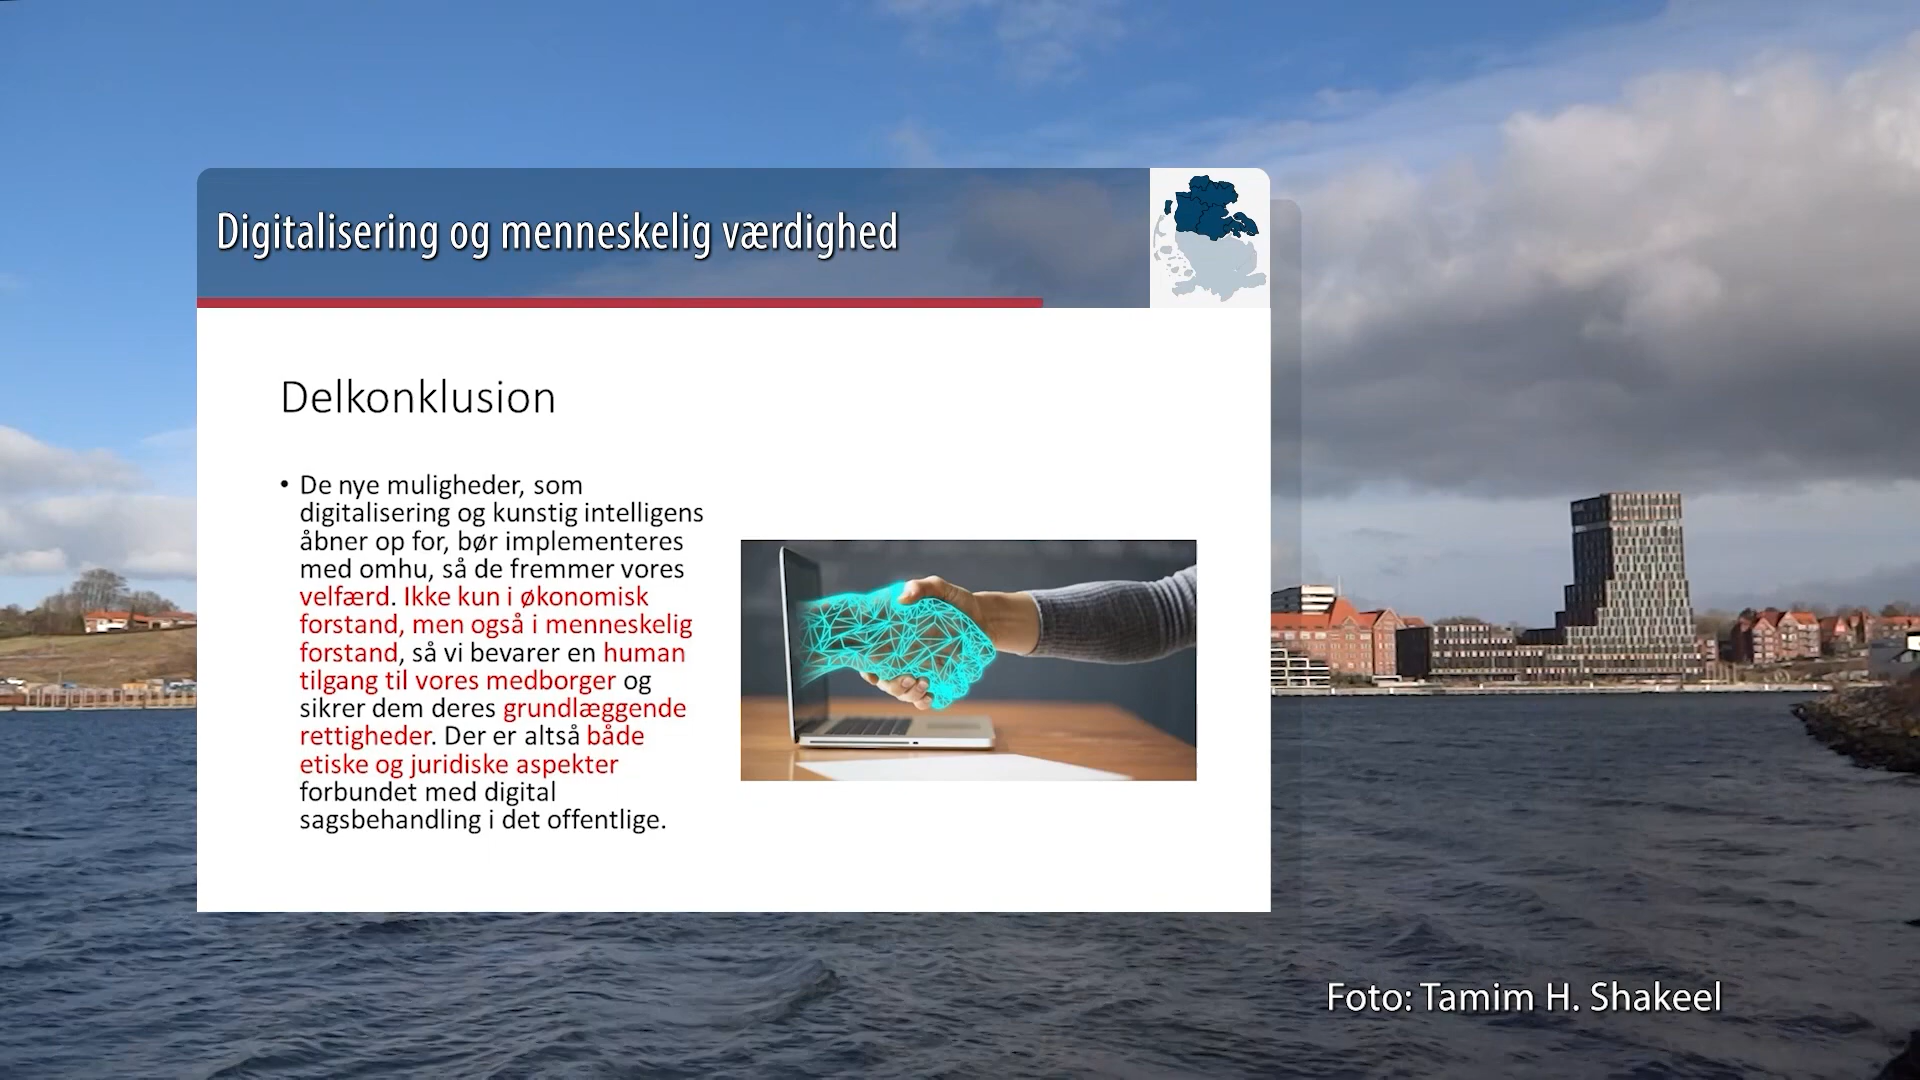 Digitalisering og menneskelig værdighed
Delkonklusion
• De nye muligheder, som
digitalisering og kunstig intelligens
åbner op for, bør implementeres
med omhu, så de fremmer vores
velfærd. Ikke kun i økonomisk
forstand, men også i menneskelig
forstand, så vi bevarer en human
tilgang til vores medborger og
sikrer dem deres grundlæggende
rettigheder. Der er altså både
etiske og juridiske aspekter
forbundet med digital
sagsbehandling i det offentlige.
Foto: Tamim H. Shakeel